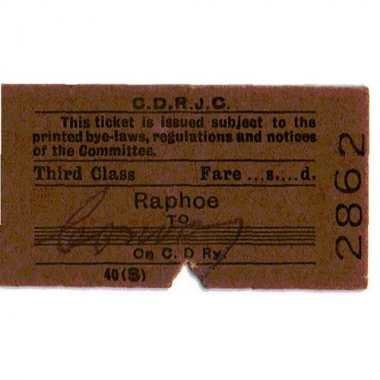 C.D.R.J.C.
This ticket is issued subject to the
printed bye-laws, regulations and notices
of the Committee.
Third Class Fare ...s....d.
Raphoe
TO
On C. D Ry.
40 (S)
2862